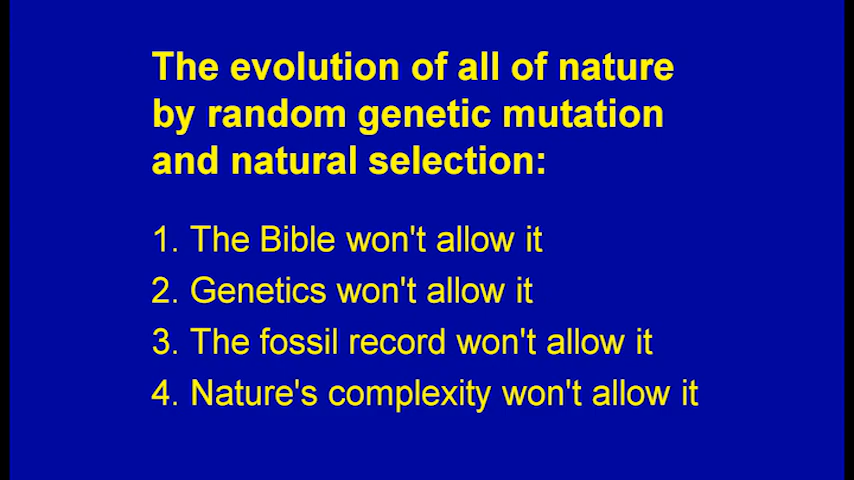 The evolution of all of nature
by random genetic mutation
and natural selection:
1. The Bible won't allow it
2. Genetics won't allow it
3. The fossil record won't allow it
4. Nature's complexity won't allow it